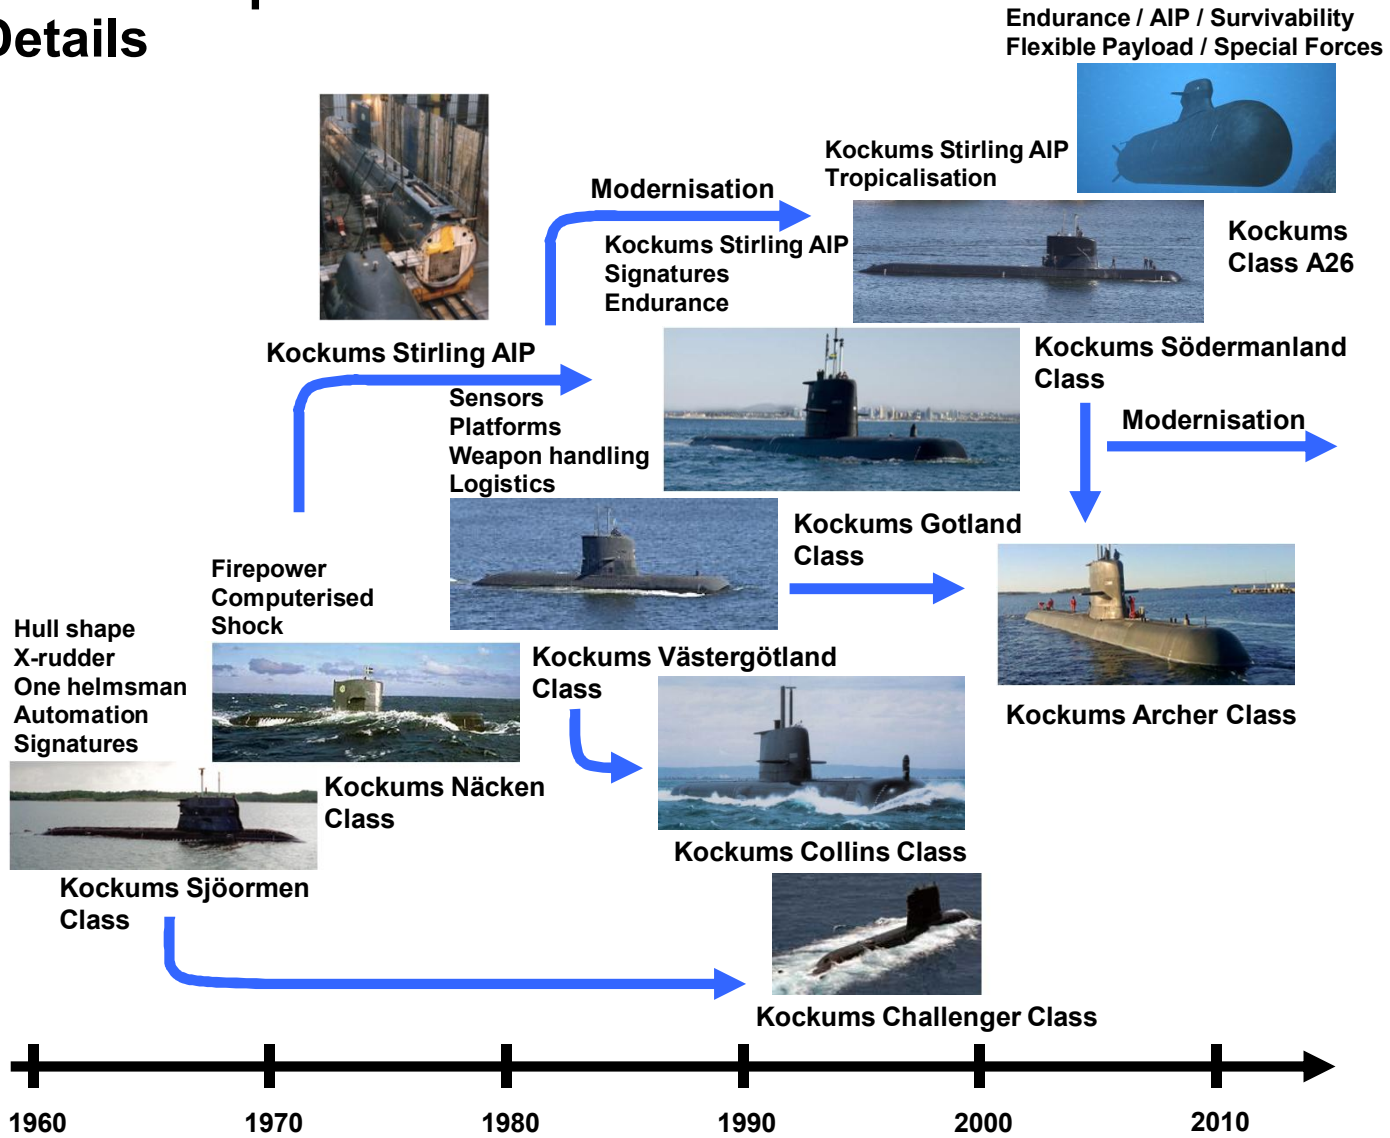 Details
Endurance / AIP / Survivability
Flexible Payload / Special Forces
Kockums Stirling AIP
Tropicalisation
Modernisation
Kockums Stirling AIP
Signatures
Endurance
Kockums
Class A26
Kockums Stirling AIP
Kockums Södermanland
Class
Sensors
Platforms
Weapon handling
Logistics
Modernisation
Kockums Gotland
Class
Firepower
Computerised
Shock
Hull shape
X-rudder
One helmsman
Automation
Signatures
Kockums Västergötland
Class
Kockums Archer Class
Kockums Näcken
Class
Kockums Collins Class
Kockums Sjöormen
Class
Kockums Challenger Class
1960 1970 1980 1990 2000 2010